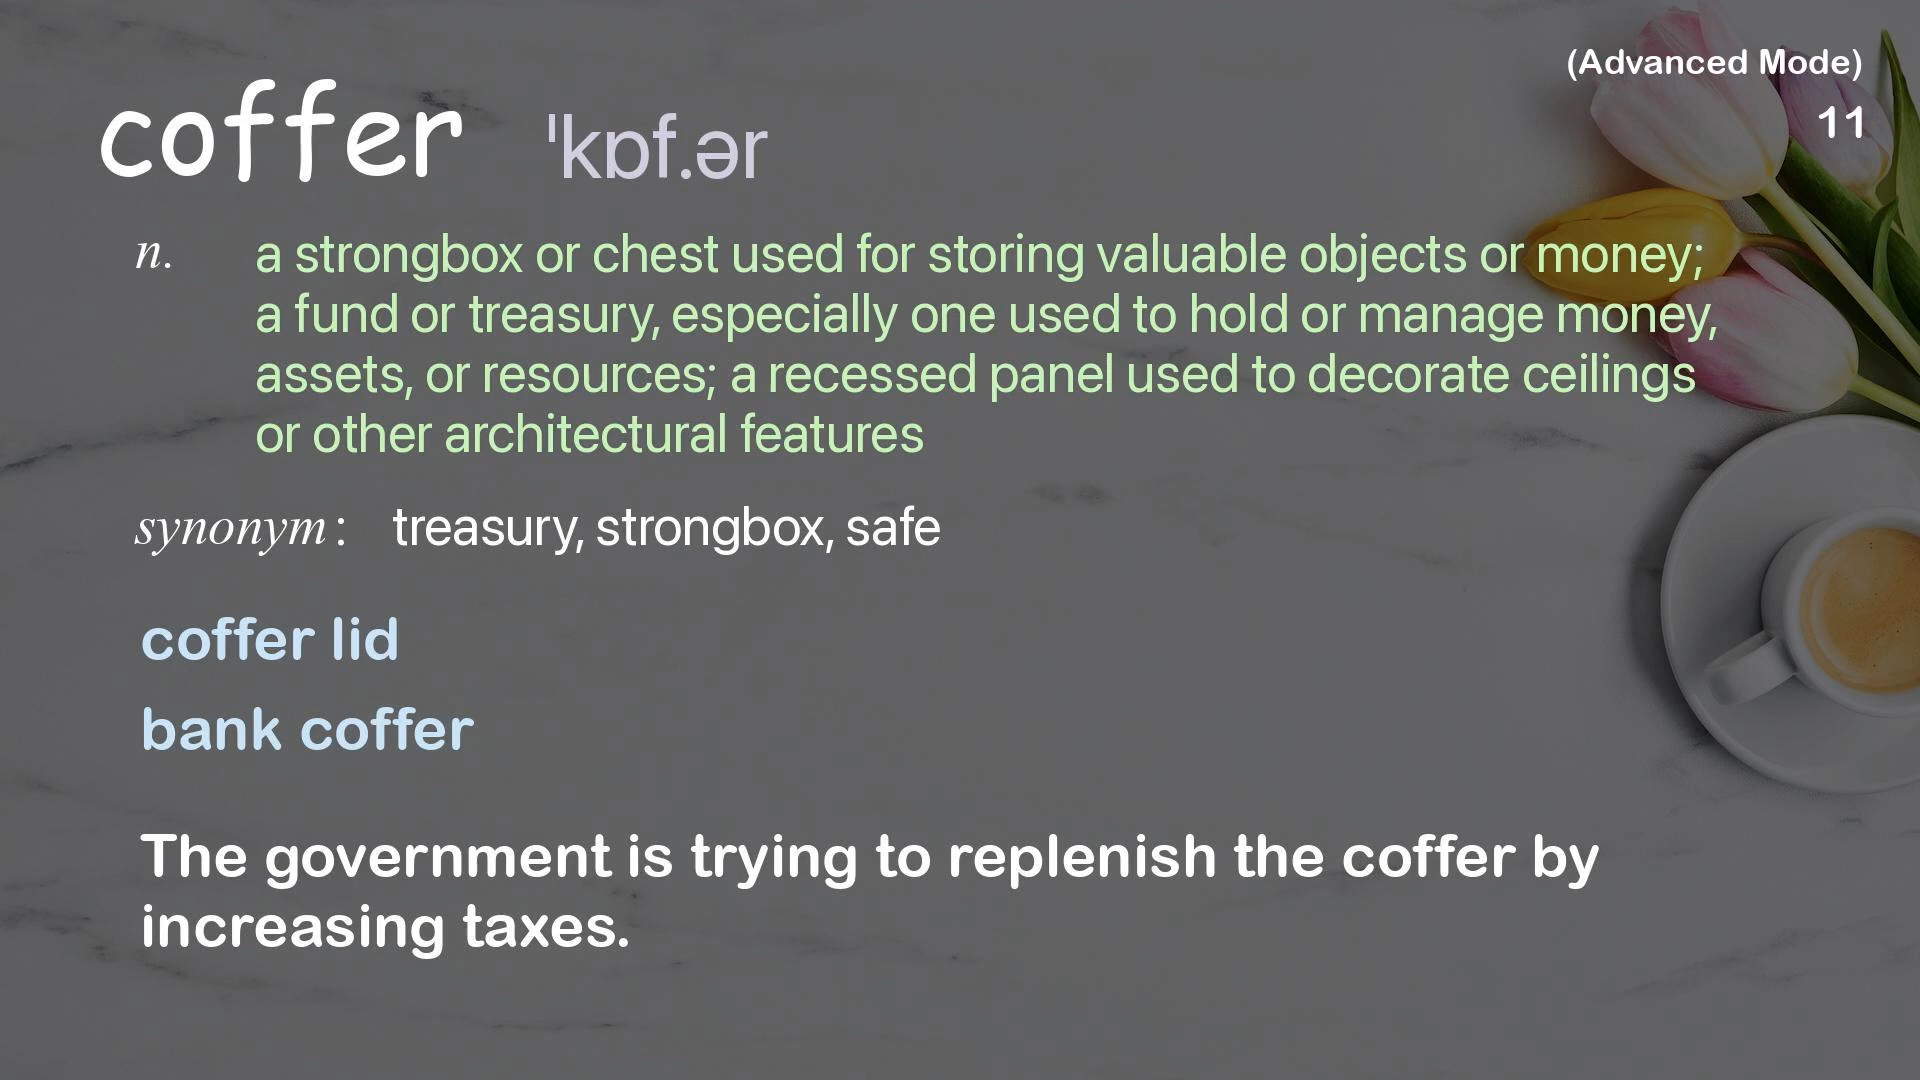 (Advanced Mode)
11
coffer ˈkɒf.ər
n. a strongbox or chest used for storing valuable objects or money;
a fund or treasury, especially one used to hold or manage money,
assets, or resources; a recessed panel used to decorate ceilings
or other architectural features
synonym: treasury, strongbox, safe
coffer lid
bank coffer
The government is trying to replenish the coffer by
increasing taxes.